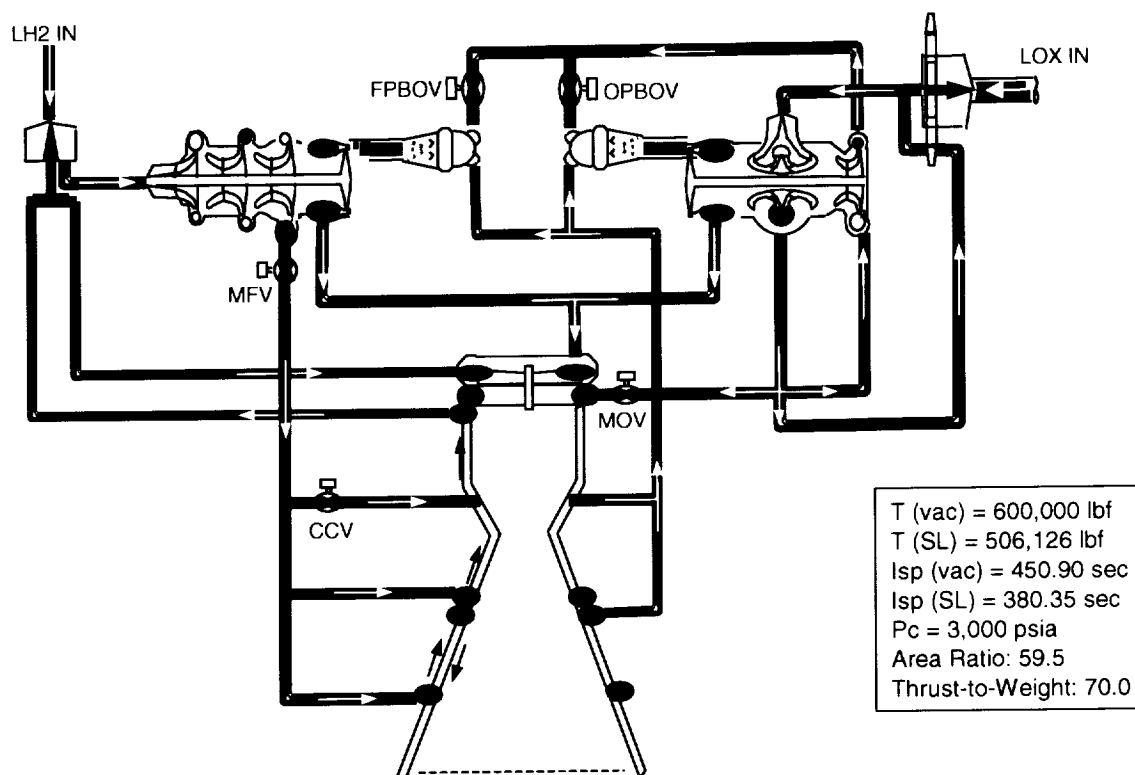 LH2 IN
FPBOV
OPBOV
LOX IN
MFV
MOV
CCV
T (vac) = 600,000 lbf
T (SL) = 506,126 lbf
Isp (vac) = 450.90 sec
Isp (SL) = 380.35 sec
Pc = 3,000 psia
Area Ratio: 59.5
Thrust-to-Weight: 70.0